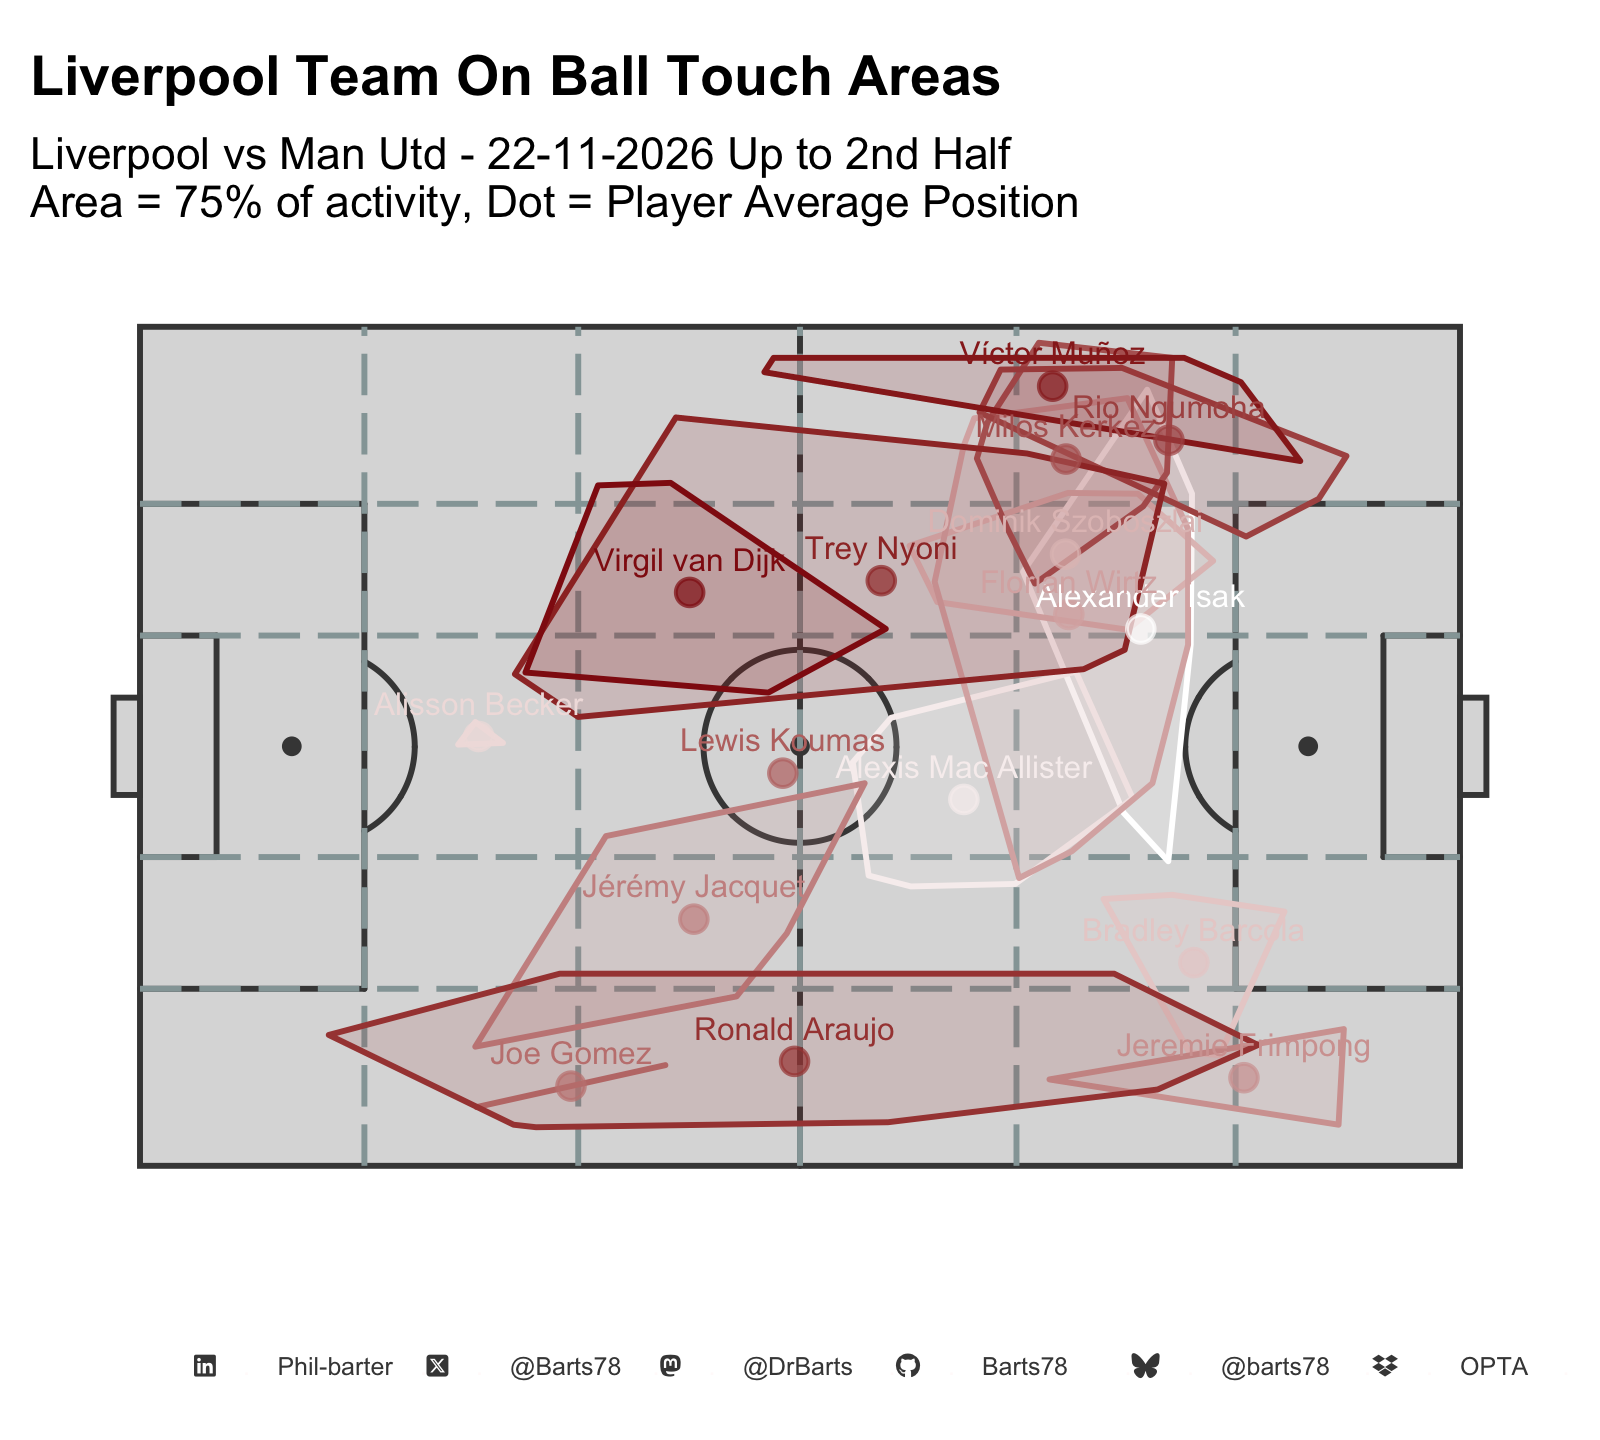 Liverpool Team On Ball Touch Areas
Liverpool vs Man Utd - 22-11-2026 Up to 2nd Half
Area = 75% of activity, Dot = Player Average Position
Víctor Muñoz
Rio Ngumoha
Milos Kerkez
Dominik Szoboszlai
Trey Nyoni
Virgil van Dijk
Florian Wirtz
Alexander Isak
Alisson Becker
Lewis Koumas
Alexis Mac Allister
Jérémy Jacquet
Bradley Barcola
Ronald Araujo
Jeremie Frimpong
Joe Gomez
Phil-barter @Barts78 @DrBarts Barts78 @barts78 OPTA